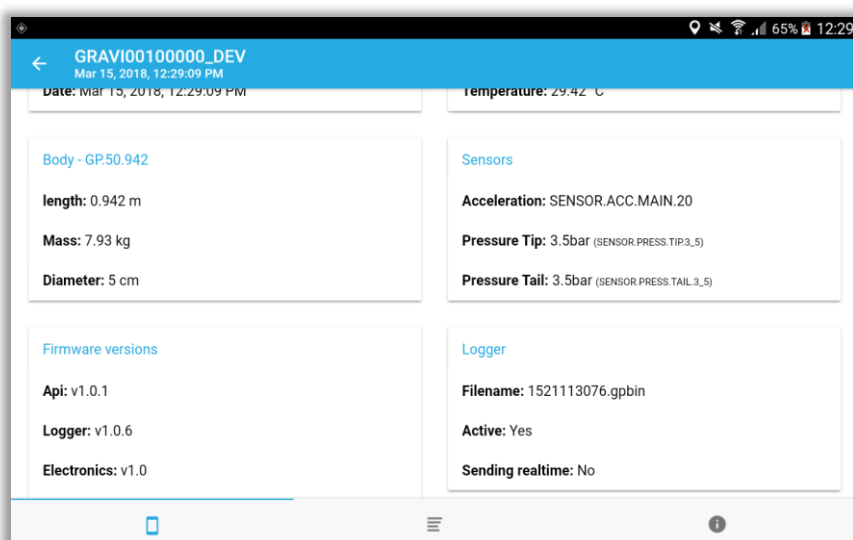 65% 12:29
GRAVI00100000_DEV
Mar 15, 2018, 12:29:09 PM
Date: Mar 15, 2018, 12:29:09 PM
Temperature: 29.42 °C
Body - GP.50.942
length: 0.942 m
Mass: 7.93 kg
Diameter: 5 cm
Sensors
Acceleration: SENSOR.ACC.MAIN.20
Pressure Tip: 3.5bar (SENSOR.PRESS.TIP.3_5)
Pressure Tail: 3.5bar (SENSOR.PRESS.TAIL.3_5)
Firmware versions
Api: v1.0.1
Logger: v1.0.6
Electronics: v1.0
Logger
Filename: 1521113076.gpbin
Active: Yes
Sending realtime: No